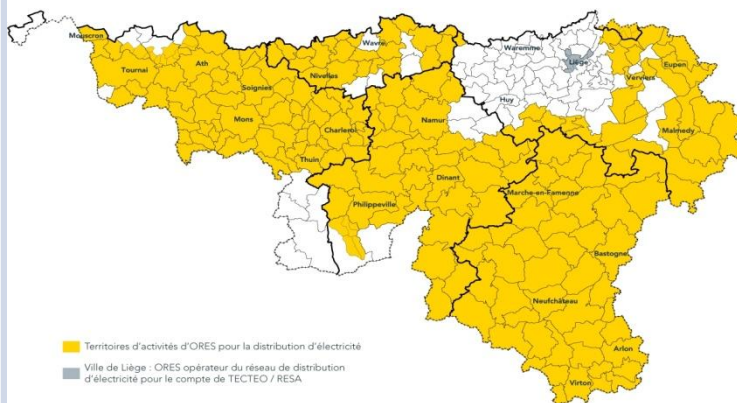 Mouscron
Tournai
Ath
Soignies
Mons
Charleroi
Thuin
Nivelles
Wavre
Waremme
Liège
Huy
Verviers
Eupen
Malmedy
Namur
Dinant
Philippeville
Marche-en-Famenne
Bastogne
Neufchâteau
Arlon
Virton
Territoires d'activités d'ORES pour la distribution d'électricité
Ville de Liège : ORES opérateur du réseau de distribution
d'électricité pour le compte de TECTEO / RESA